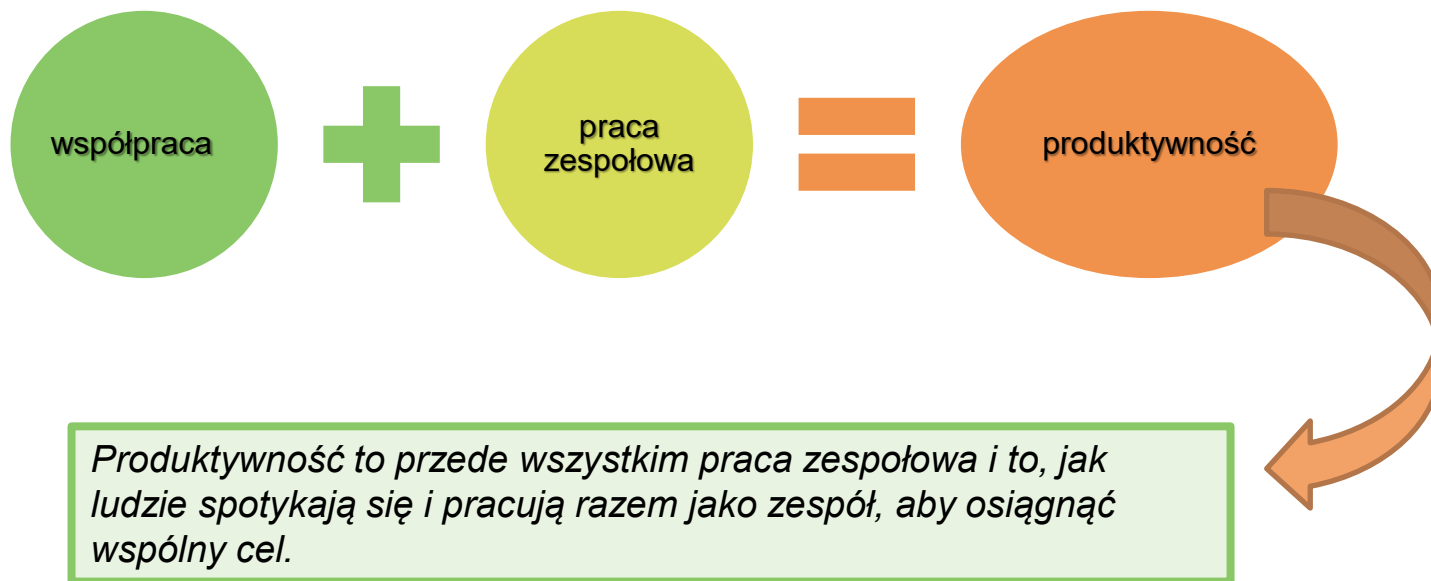 współpraca
praca
zespołowa
produktywność
Produktywność to przede wszystkim praca zespołowa i to, jak
ludzie spotykają się i pracują razem jako zespół, aby osiągnąć
wspólny cel.